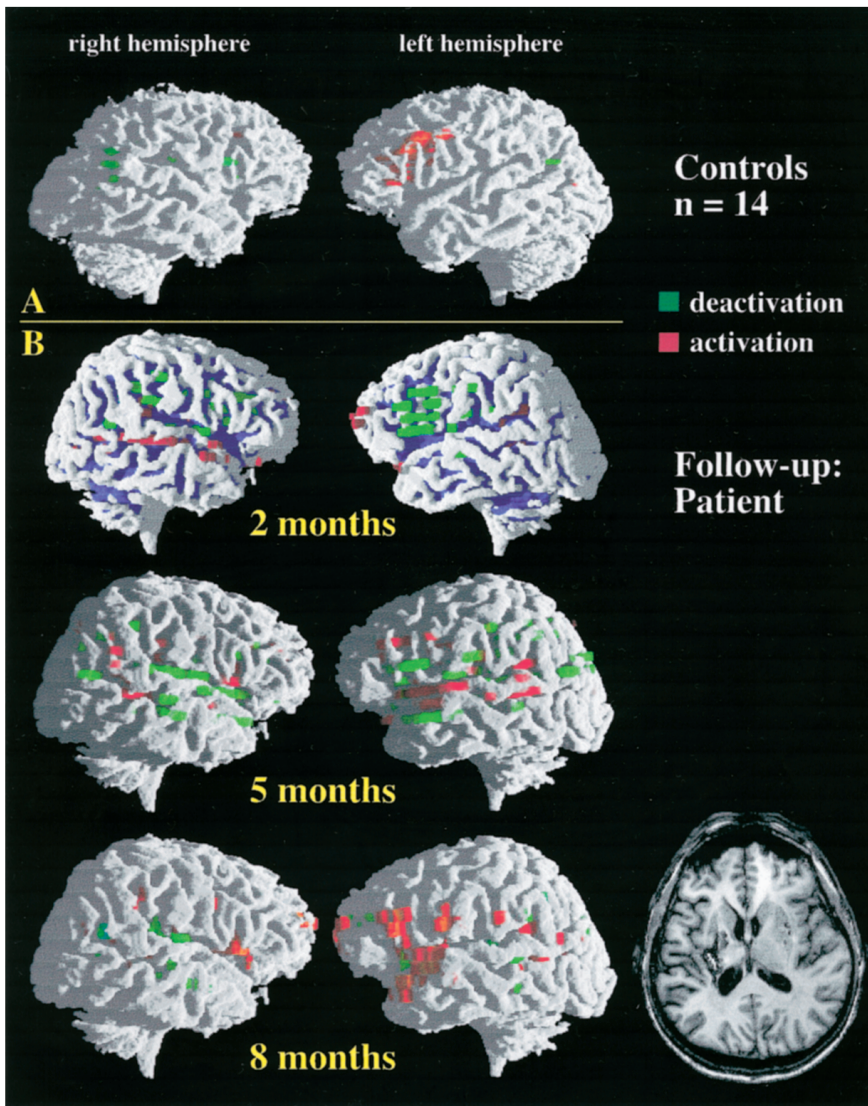 right hemisphere
left hemisphere
Controls
n = 14
deactivation
activation
A
B
Follow-up:
Patient
2 months
5 months
8 months